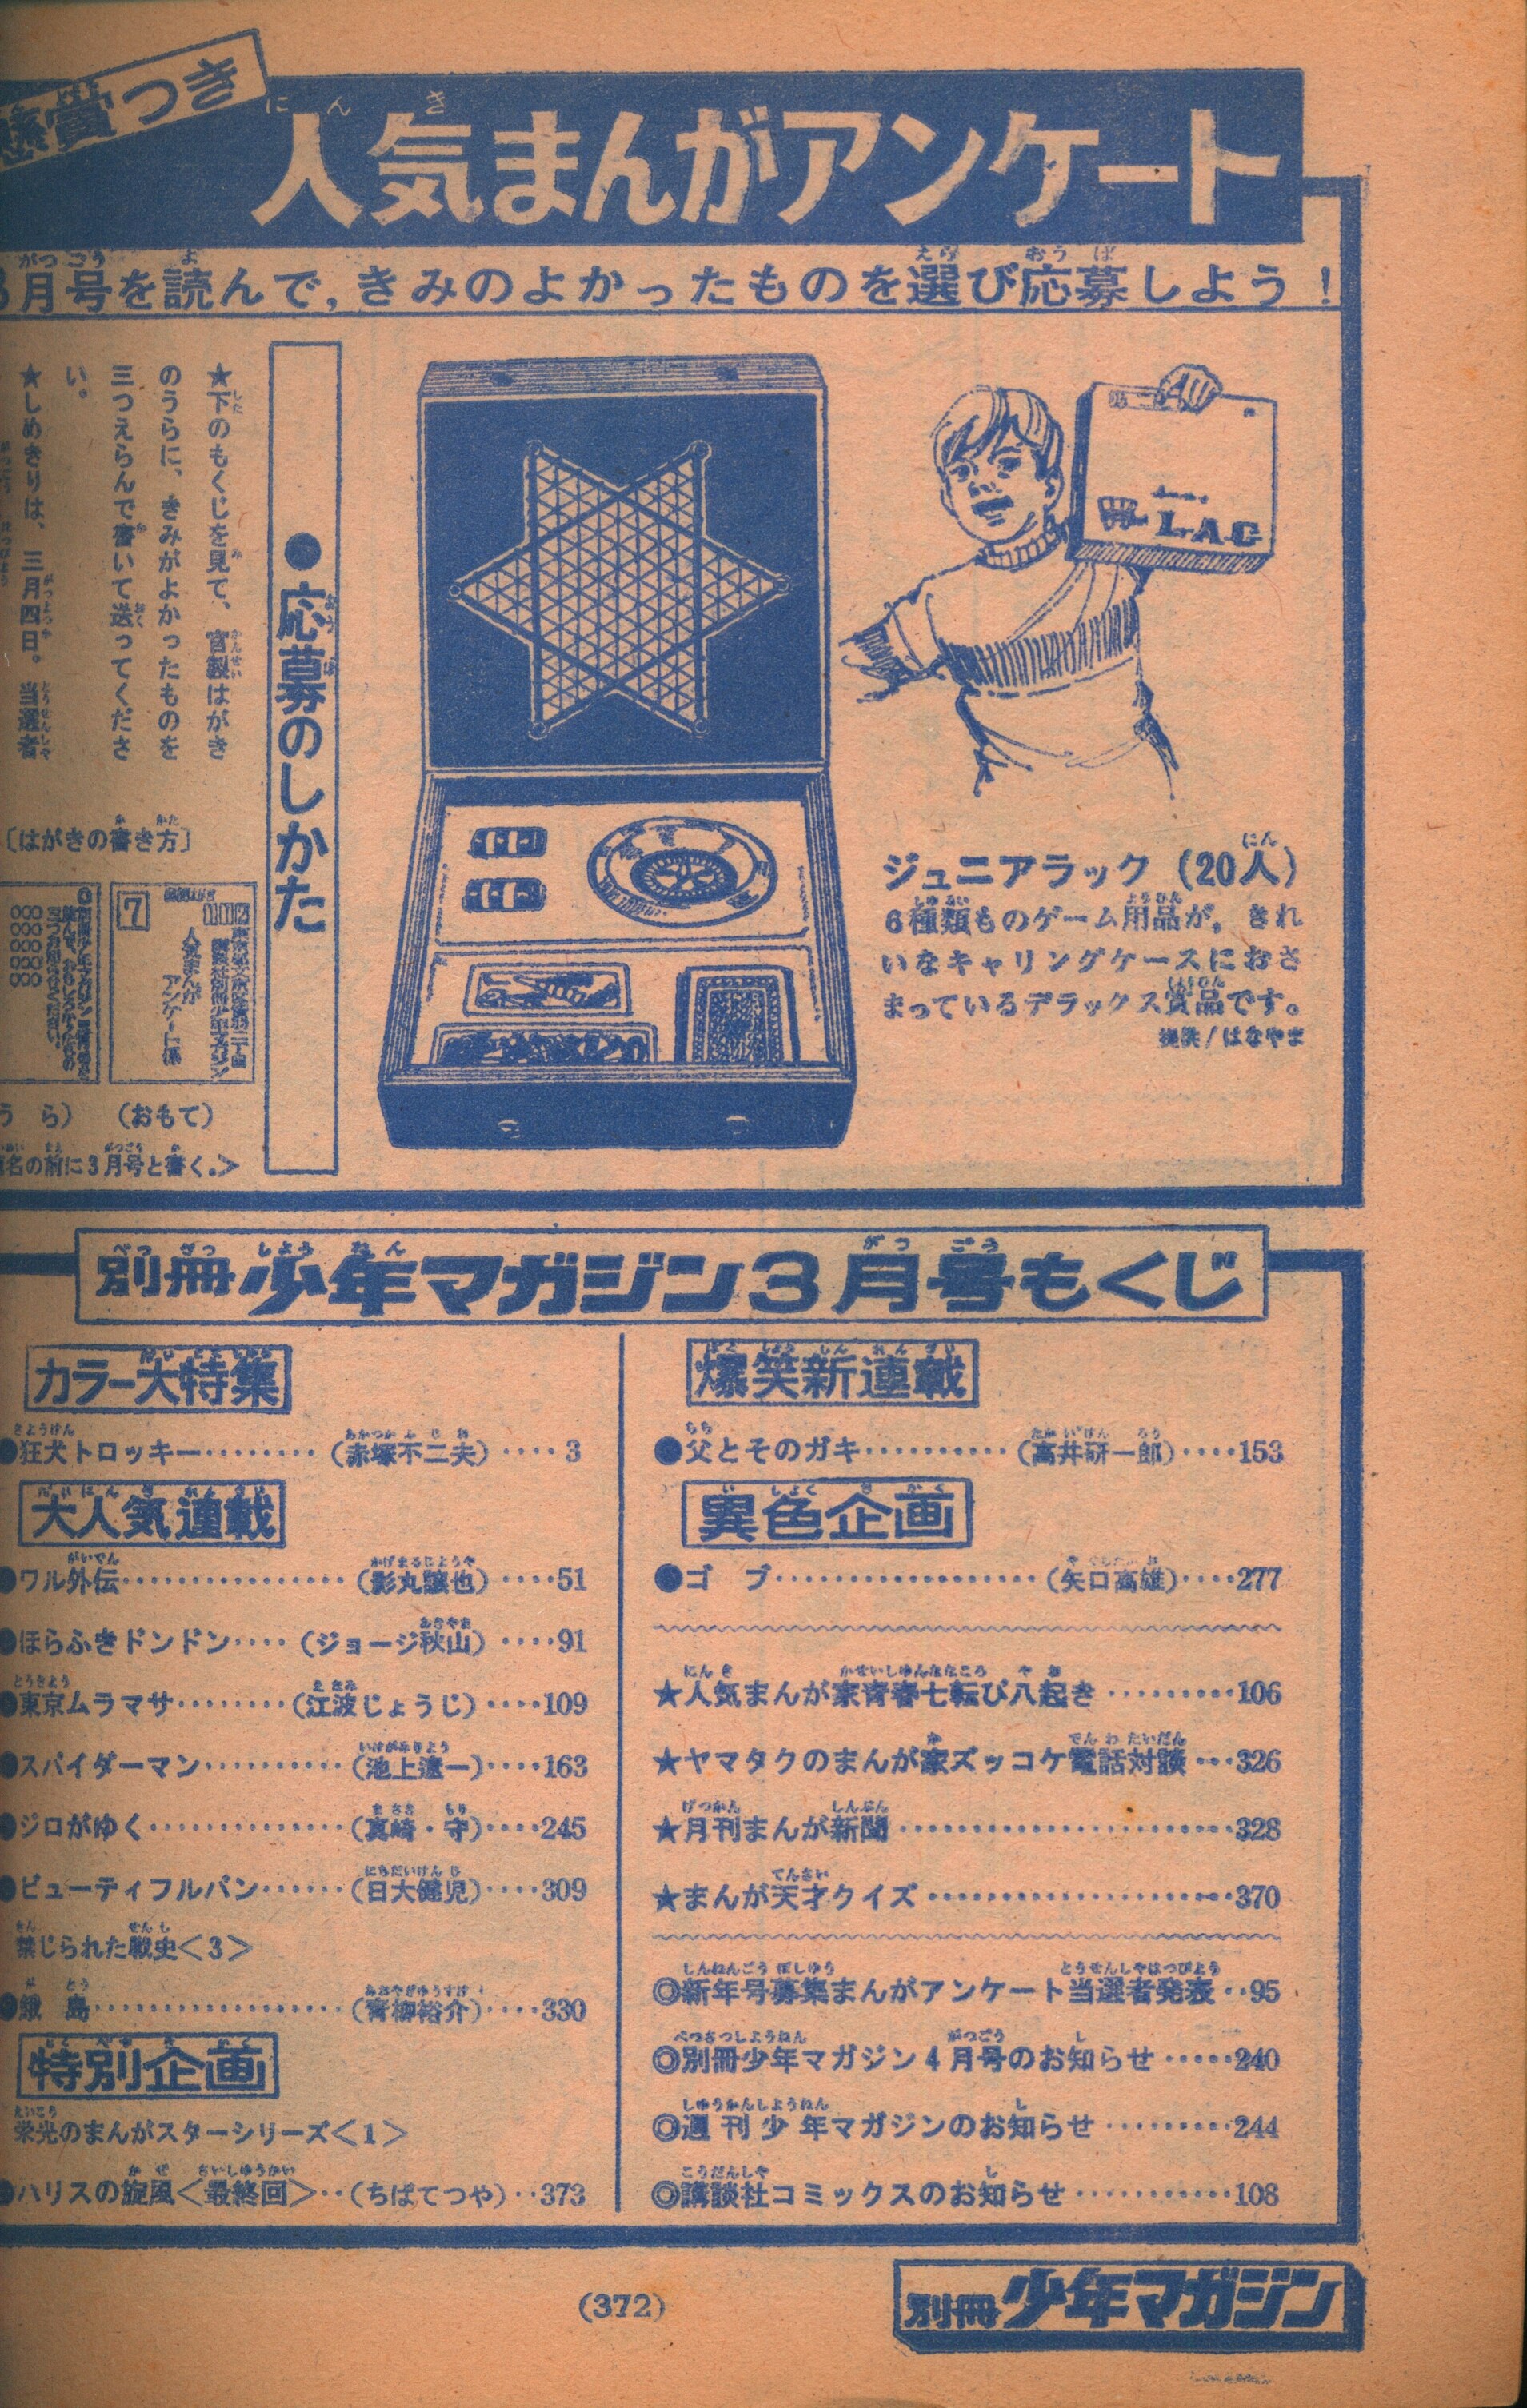 賞つき
人気まんがアンケート
月号を読んで,きみのよかったものを選び応募しよう!
LAC
ジュニアラック(20人)
6種類ものゲーム用品が,きれ
いなキャリングケースにおさ
まっているデラックス賞品です。
提供/はなやま
●応募のしかた
★下のもくじを見て、官製はがき
のうらに、きみがよかったものを
三つえらんで書いて送ってくださ
い。
★しめきりは、三月四日。当選者
〔はがきの書き方〕
7
112
人気まんが
アンケート係
(おもて)
うら)
名の前に3月号と書く.>
別冊少年マガジン3月号もくじ
カラー大特集
●狂犬トロッキー………(赤塚不二夫)‥‥3
大人気連載
●ワル外伝………………(影丸譲也)‥‥51
●ほらふきドンドン‥‥(ジョージ秋山)‥‥91
●東京ムラマサ………(江波じょうじ)‥‥109
●スパイダーマン…………(池上遼一)‥‥163
●ジロがゆく……………(真崎・守)‥‥245
●ビューティフルバン……(日大健児)‥‥309
禁じられた戦史<3>
●餓 島………………(青柳裕介)‥‥330
特別企画
栄光のまんがスターシリーズ<1>
●ハリスの旋風<最終回>‥(ちばてつや)‥373
爆笑新連載
●父とそのガキ…………(高井研一郎)‥‥153
異色企画
●ゴ ブ…………………(矢口高雄)‥‥277
★人気まんが家青春七転び八起き………106
★ヤマタクのまんが家ズッコケ電話対談…326
★月刊まんが新聞……………………328
★まんが天才クイズ…………………370
◎新年号募集まんがアンケート当選者発表‥95
◎別冊少年マガジン4月号のお知らせ……240
◎週刊少年マガジンのお知らせ………244
◎講談社コミックスのお知らせ…………108
(372)
別冊少年マガジン